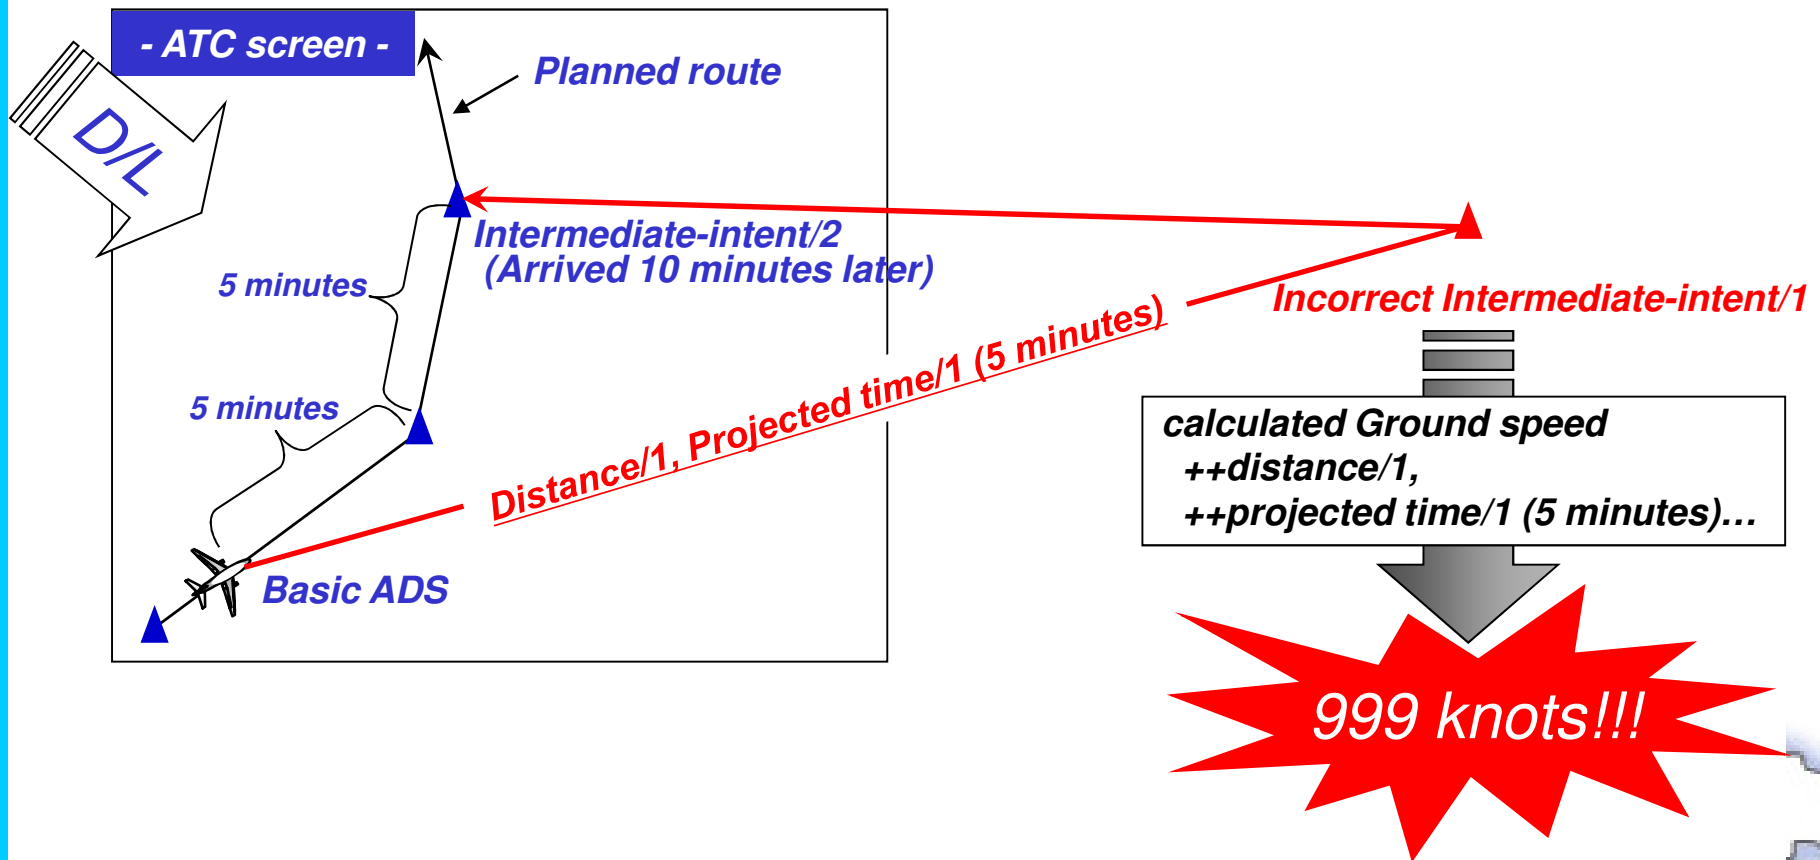 - ATC screen -
Planned route
D/L
Intermediate-intent/2
(Arrived 10 minutes later)
5 minutes
Incorrect Intermediate-intent/1
Distance/1, Projected time/1 (5 minutes)
5 minutes
calculated Ground speed
++distance/1,
++projected time/1 (5 minutes)…
Basic ADS
999 knots!!!